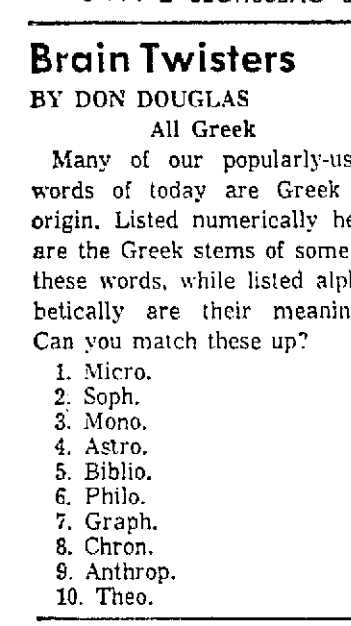 Brain Twisters
BY DON DOUGLAS
All Greek
Many of our popularly-us
words of today are Greek
origin. Listed numerically he
are the Greek stems of some
these words, while listed alph
betically are their meanin
Can you match these up?
1. Micro.
2. Soph.
3. Mono.
4. Astro.
5. Biblio.
6. Philo.
7. Graph.
8. Chron.
9. Anthrop.
10. Theo.